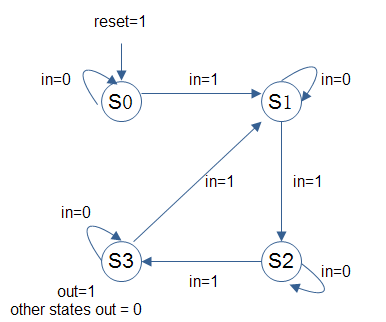 reset=1
in=0
in=1
in=0
S0
S1
in=1
in=1
in=0
S3
S2
in=0
in=1
out=1
other states out = 0